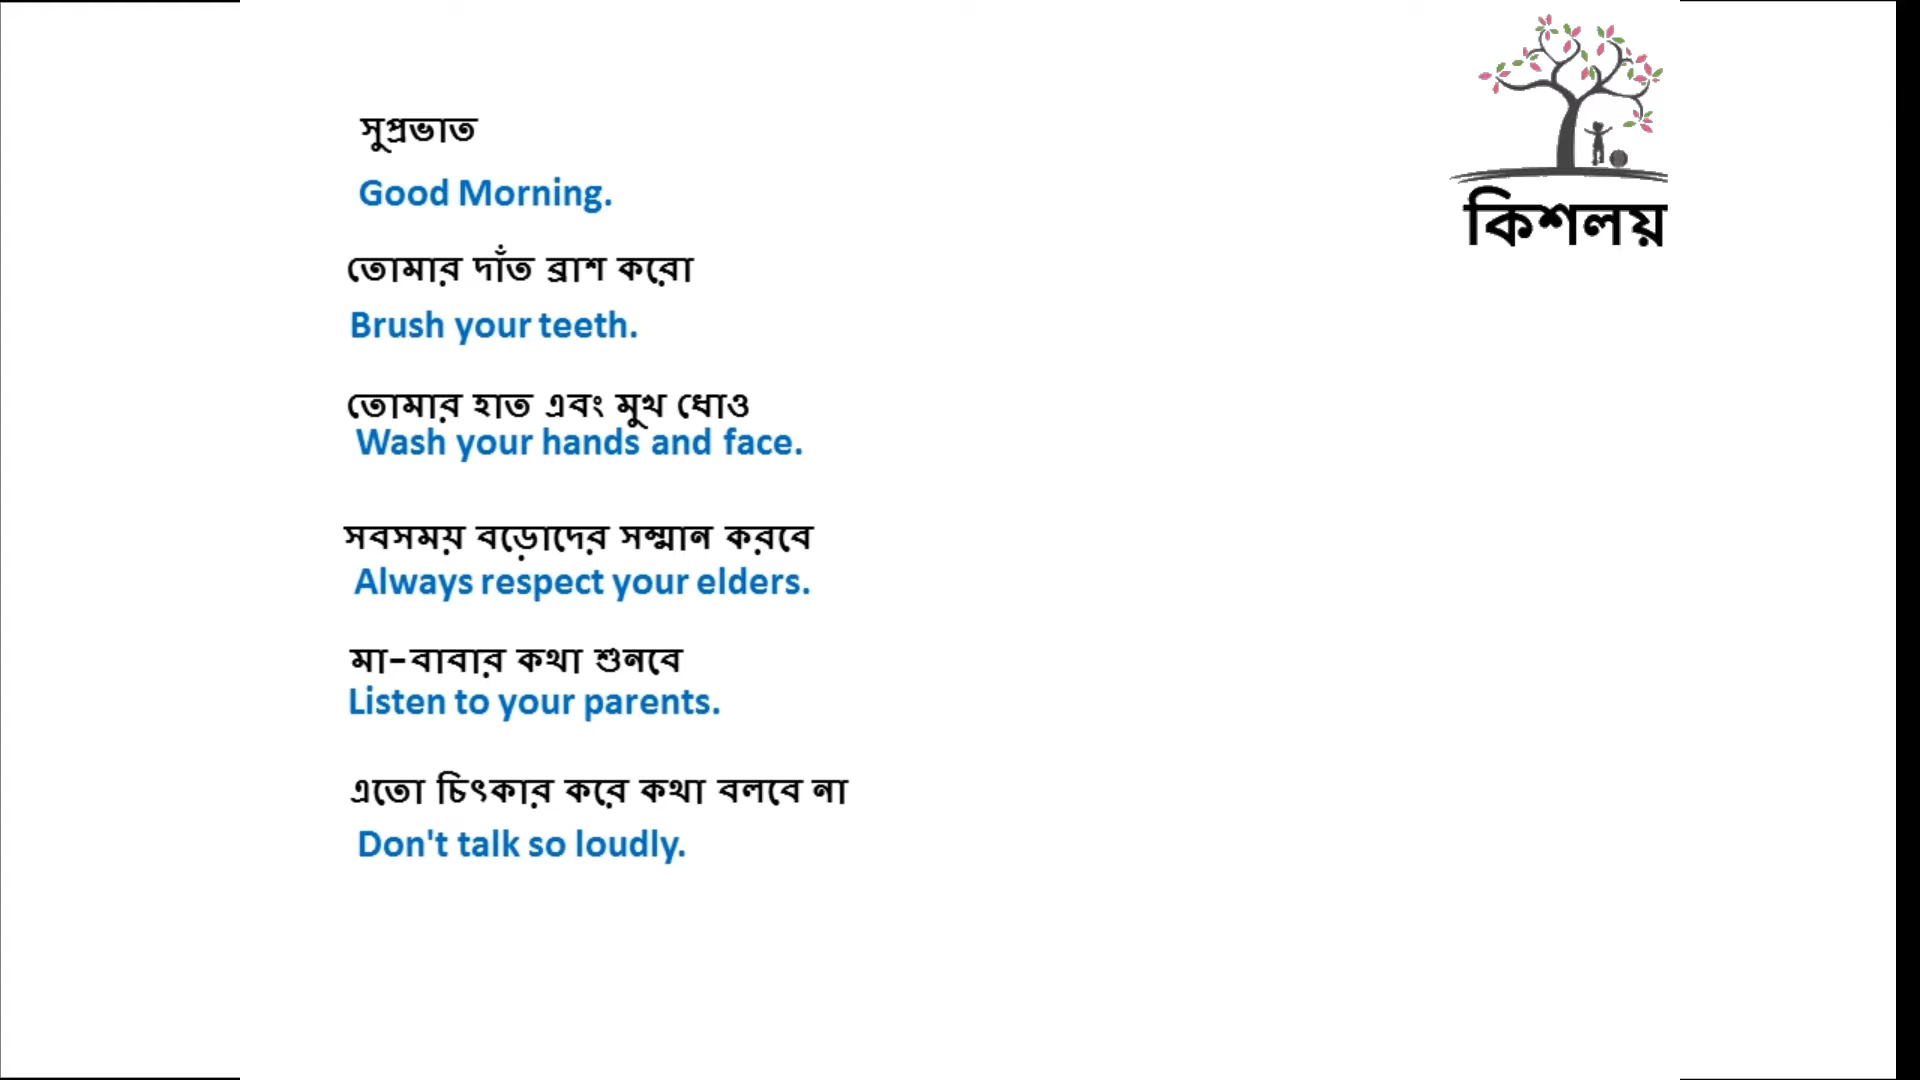 সুপ্রভাত
Good Morning.
তোমার দাঁত ব্রাশ করো
Brush your teeth.
তোমার হাত এবং মুখ ধোও
Wash your hands and face.
সবসময় বড়োদের সম্মান করবে
Always respect your elders.
মা-বাবার কথা শুনবে
Listen to your parents.
এতো চিৎকার করে কথা বলবে না
Don't talk so loudly.
কিশলয়